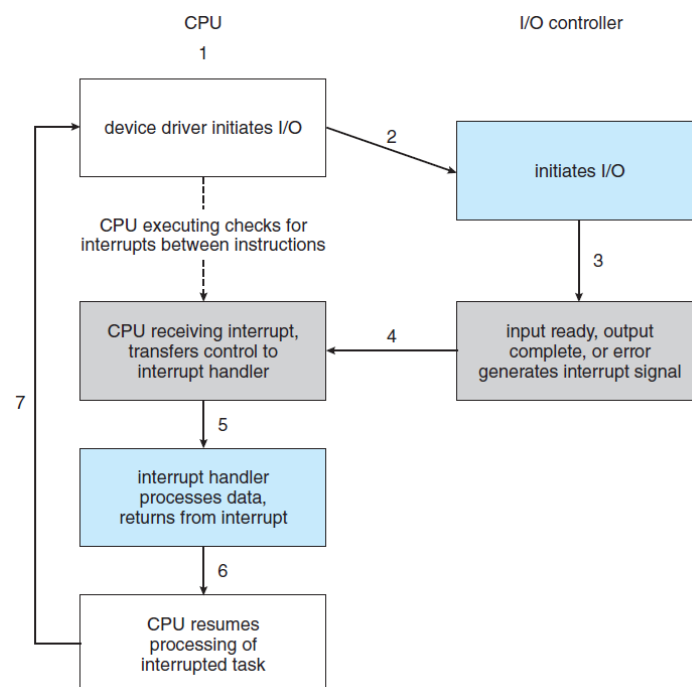 CPU
I/O controller
1
device driver initiates I/O
2
initiates I/O
CPU executing checks for
interrupts between instructions
3
CPU receiving interrupt,
transfers control to
interrupt handler
4
input ready, output
complete, or error
generates interrupt signal
7
5
interrupt handler
processes data,
returns from interrupt
6
CPU resumes
processing of
interrupted task